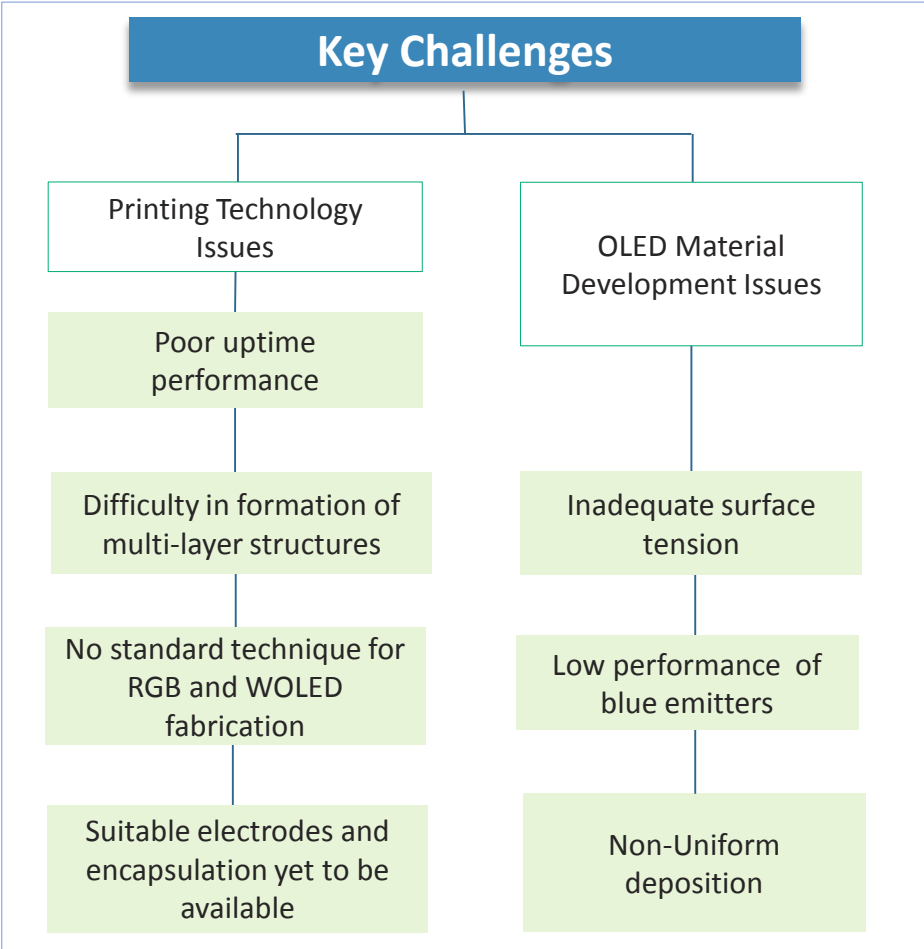 Key Challenges
Printing Technology
Issues
Poor uptime
performance
Difficulty in formation of
multi-layer structures
No standard technique for
RGB and WOLED
fabrication
Suitable electrodes and
encapsulation yet to be
available
OLED Material
Development Issues
Inadequate surface
tension
Low performance of
blue emitters
Non-Uniform
deposition